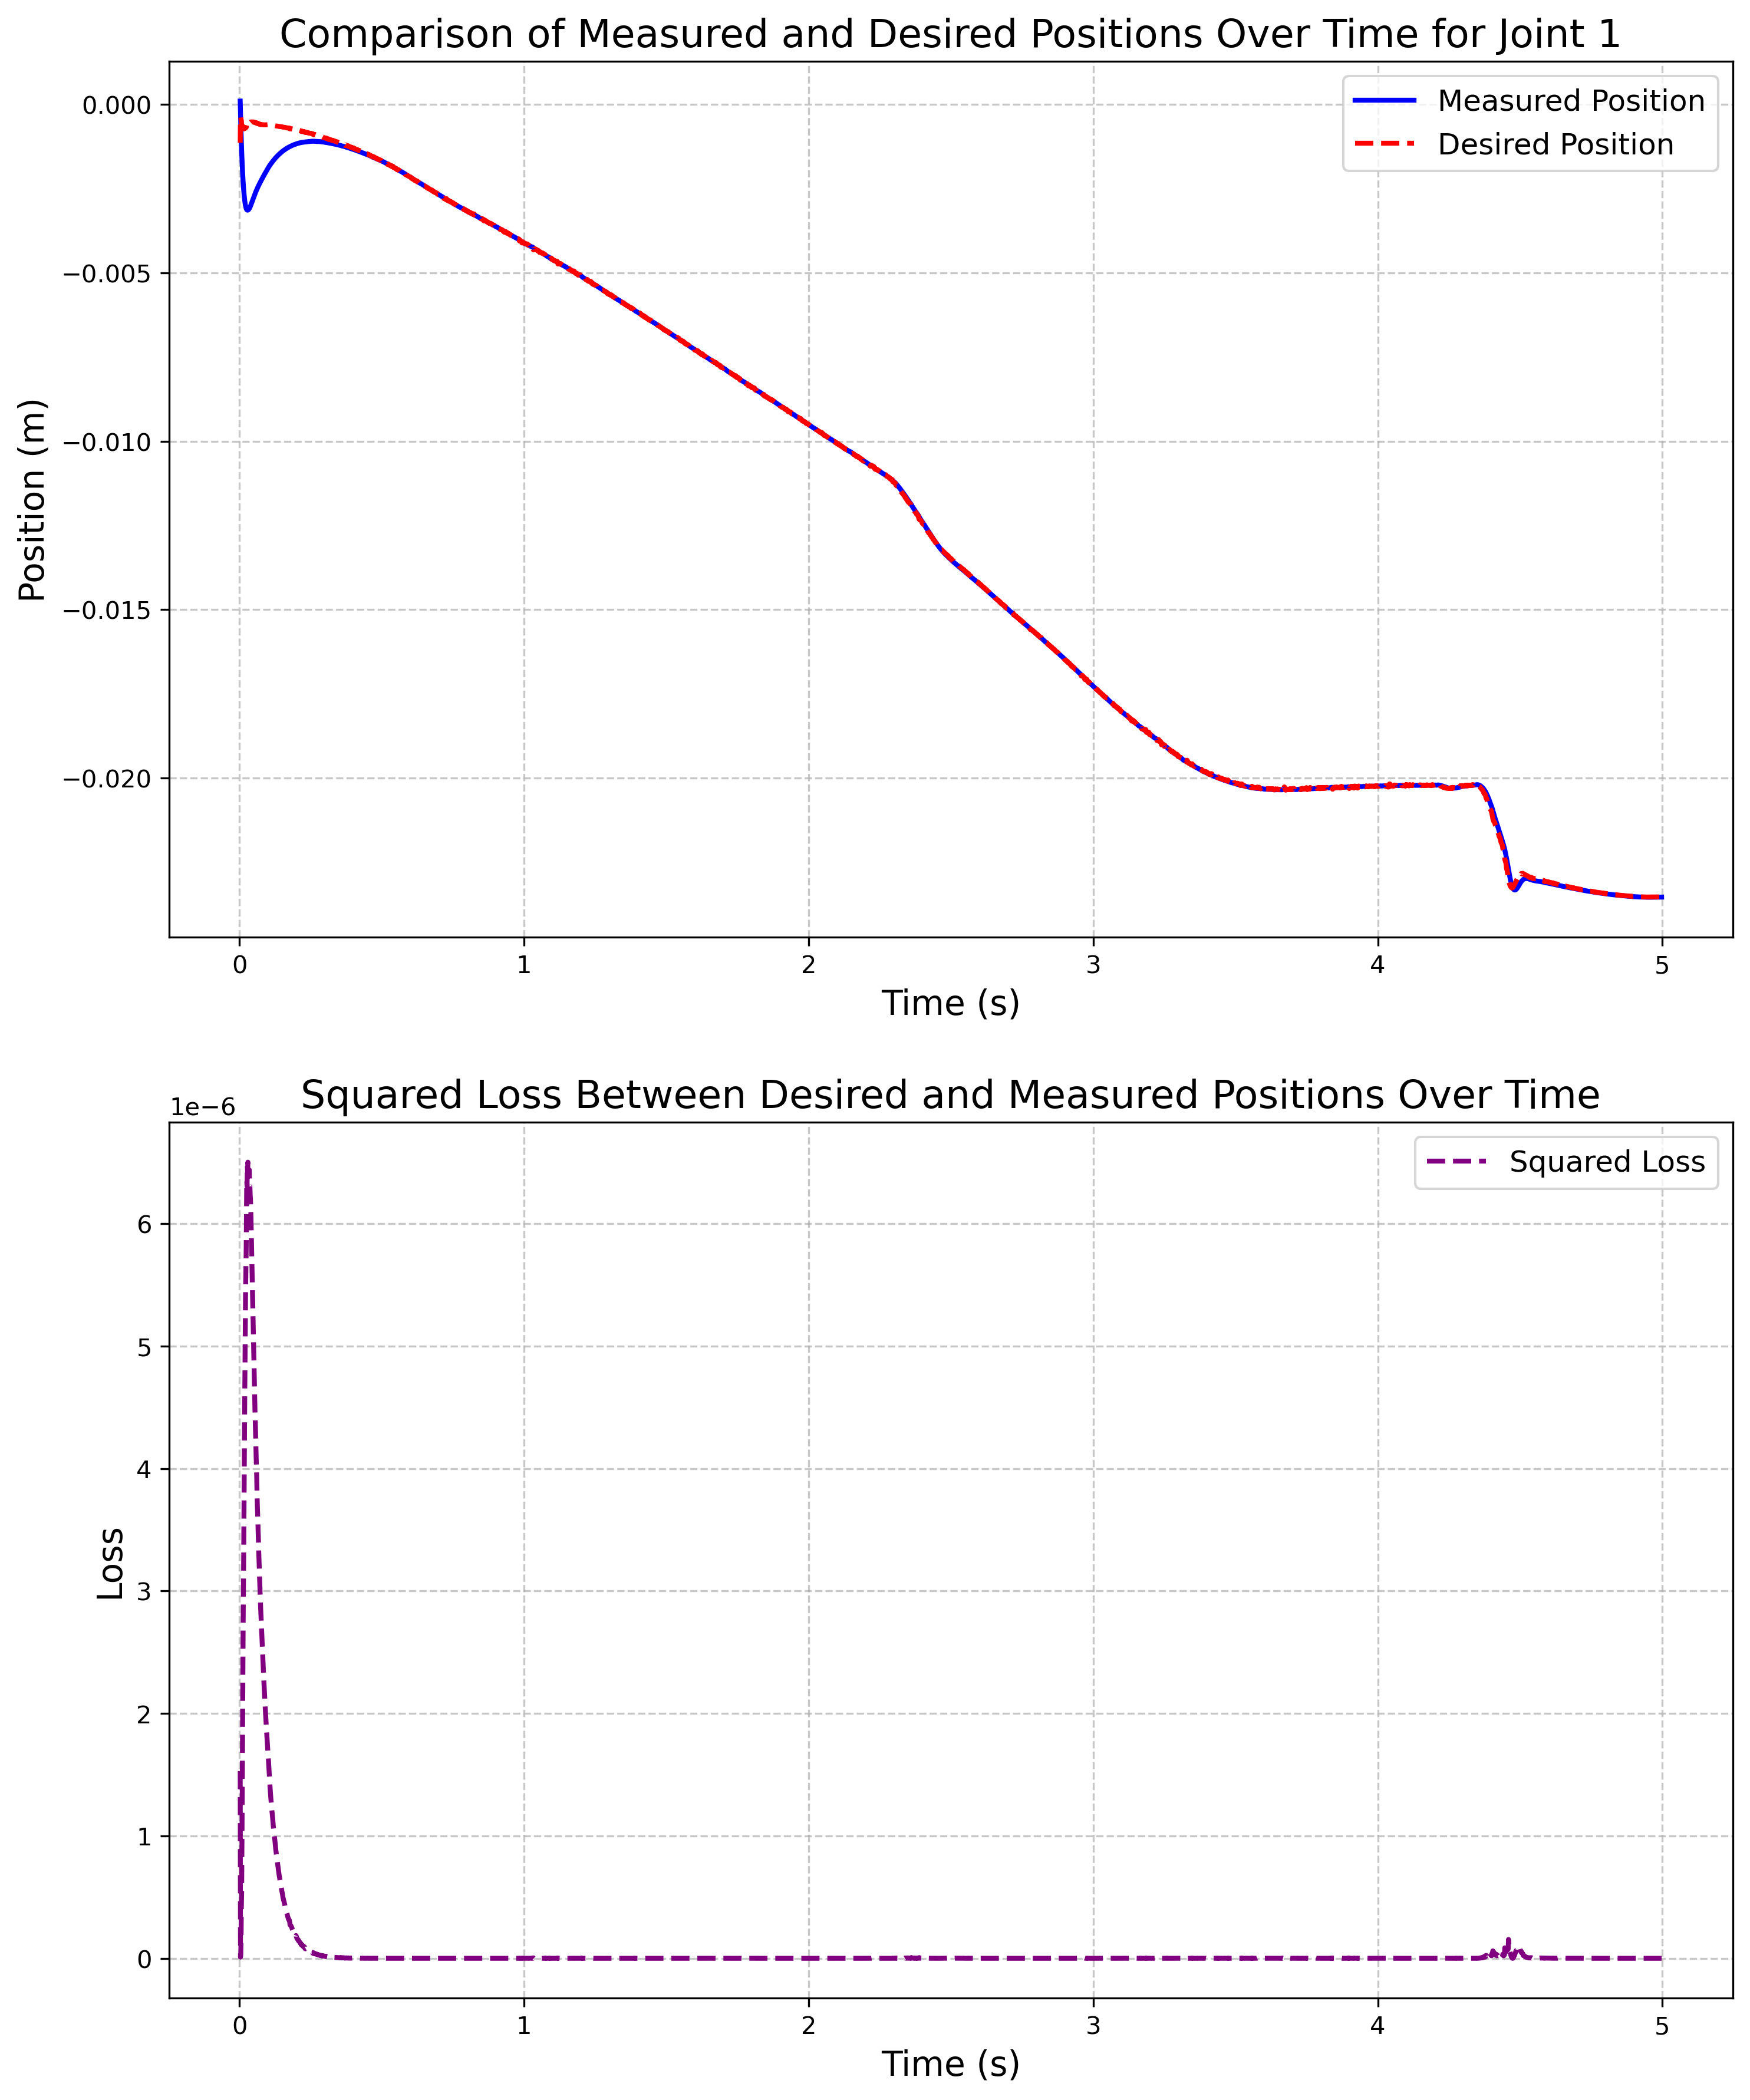 Comparison of Measured and Desired Positions Over Time for Joint 1
Measured Position
Desired Position
0.000
−0.005
−0.010
−0.015
−0.020
Position (m)
0 1 2 3 4 5
Time (s)
Squared Loss Between Desired and Measured Positions Over Time
1e−6
Squared Loss
6
5
4
3
2
1
0
Loss
0 1 2 3 4 5
Time (s)